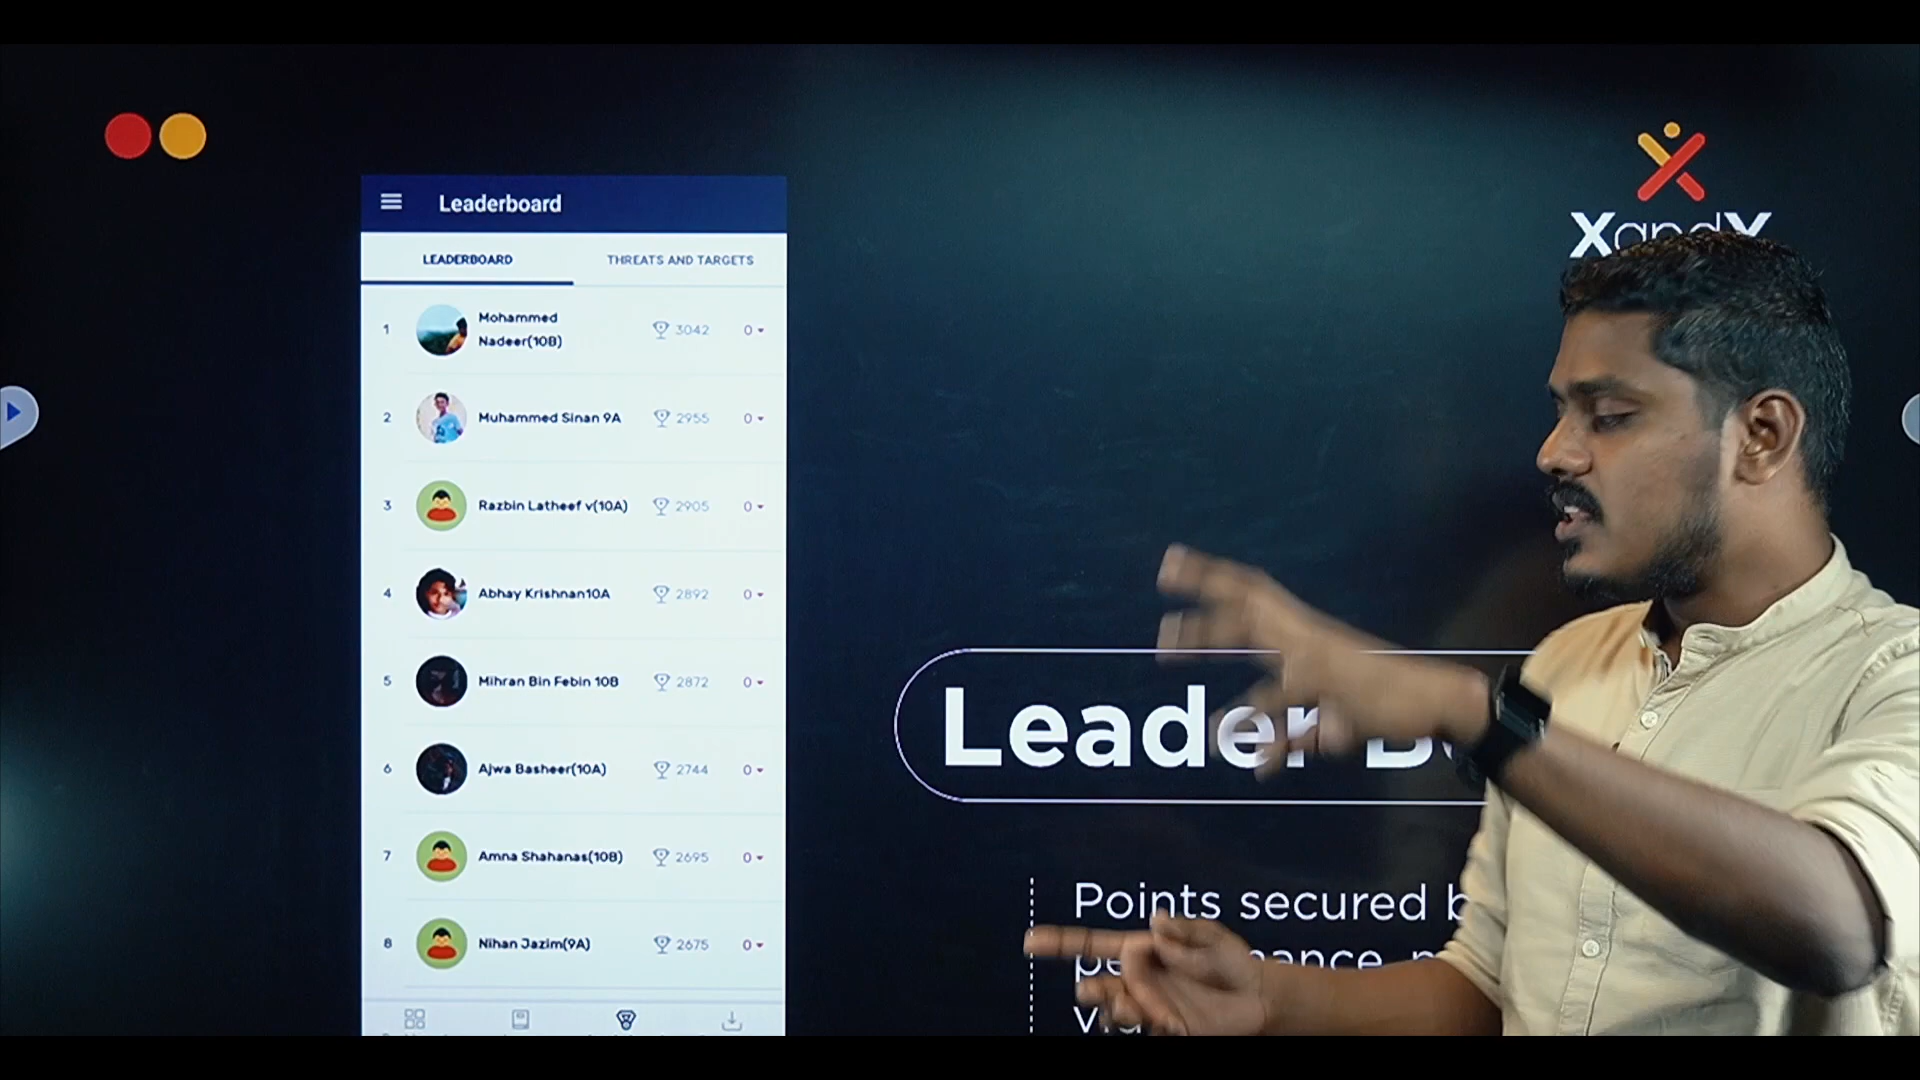 XandY
Leaderboard
LEADERBOARD THREATS AND TARGETS
1 Mohammed Nadeer(10B) 3042 0
2 Muhammed Sinan 9A 2955 0
3 Razbin Latheef v(10A) 2905 0
4 Abhay Krishnan10A 2892 0
5 Mihran Bin Febin 10B 2872 0
6 Ajwa Basheer(10A) 2744 0
7 Amna Shahanas(10B) 2695 0
8 Nihan Jazim(9A) 2675 0
Leader
Points secured